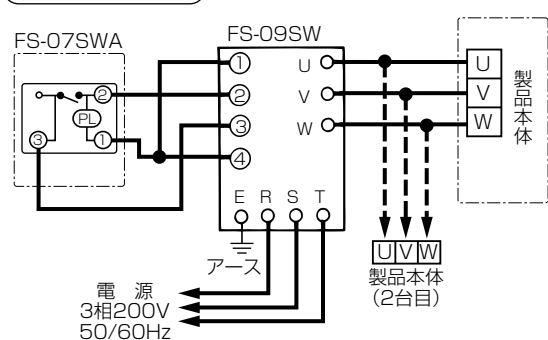 FS-07SWA
FS-09SW
②
PL
③
①
①
②
③
④
U
V
W
E R S T
アース
U
V
W
製品本体
U V W
製品本体
(2台目)
電 源
3相200V
50/60Hz